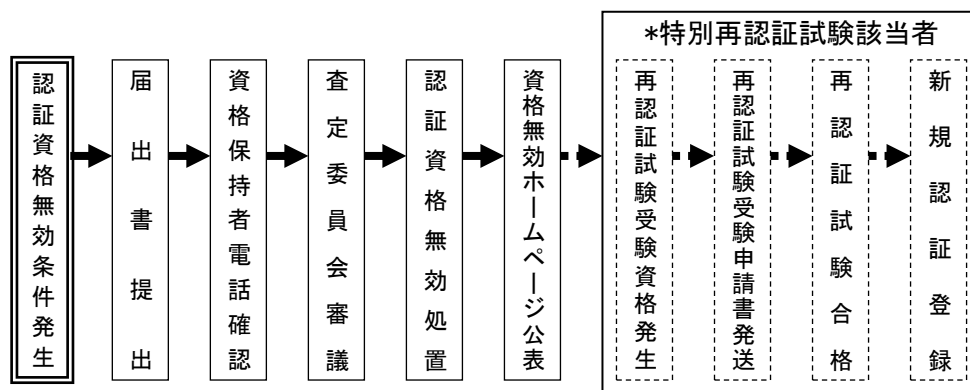 認証資格無効条件発生
届出書提出
資格保持者電話確認
査定委員会審議
認証資格無効処置
資格無効ホームページ公表
*特別再認証試験該当者
再認証試験受験資格発生
再認証試験受験申請書発送
再認証試験合格
新規認証登録